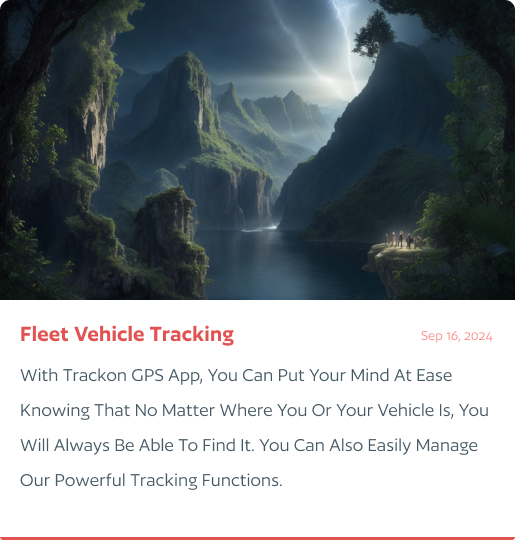 Fleet Vehicle Tracking
Sep 16, 2024
With Trackon GPS App, You Can Put Your Mind At Ease
Knowing That No Matter Where You Or Your Vehicle Is, You
Will Always Be Able To Find It. You Can Also Easily Manage
Our Powerful Tracking Functions.